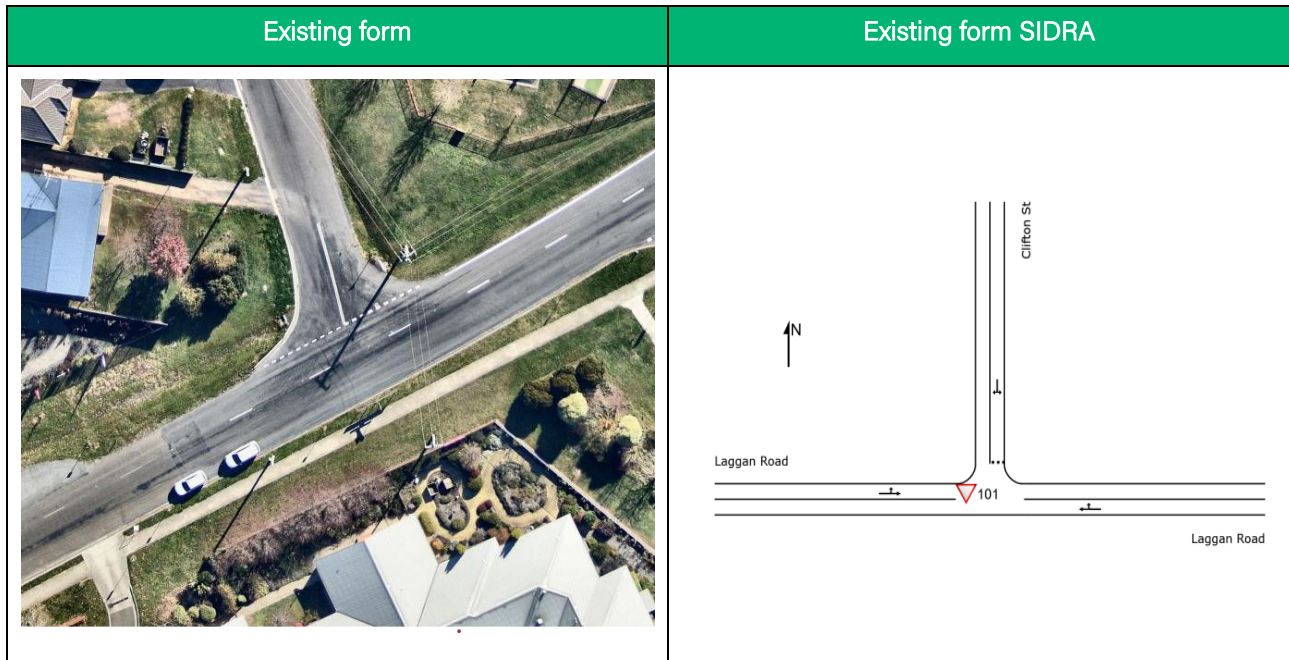 Existing form
Existing form SIDRA
Clifton St
N
Laggan Road
101
Laggan Road